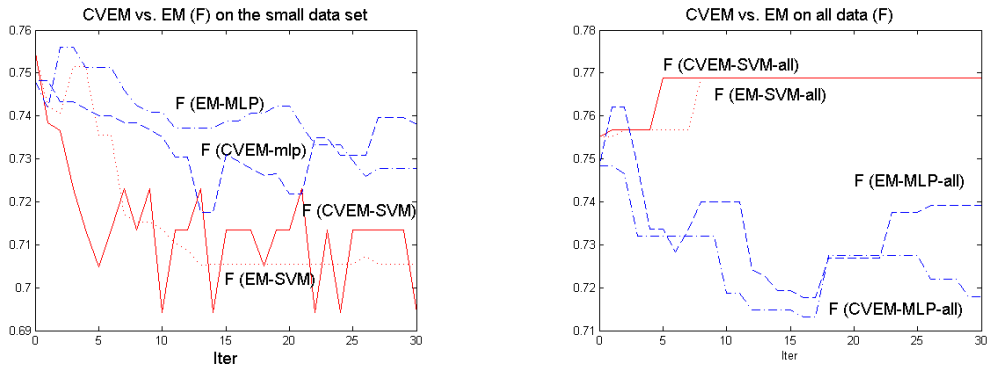 CVEM vs. EM (F) on the small data set
0.76
0.75
0.74
0.73
0.72
0.71
0.7
0.69
F (EM-MLP)
F (CVEM-mlp)
F (CVEM-SVM)
F (EM-SVM)
0
5
10
15
20
25
30
Iter
CVEM vs. EM on all data (F)
0.78
0.77
0.76
0.75
0.74
0.73
0.72
0.71
F (CVEM-SVM-all)
F (EM-SVM-all)
F (EM-MLP-all)
F (CVEM-MLP-all)
0
5
10
15
20
25
30
Iter